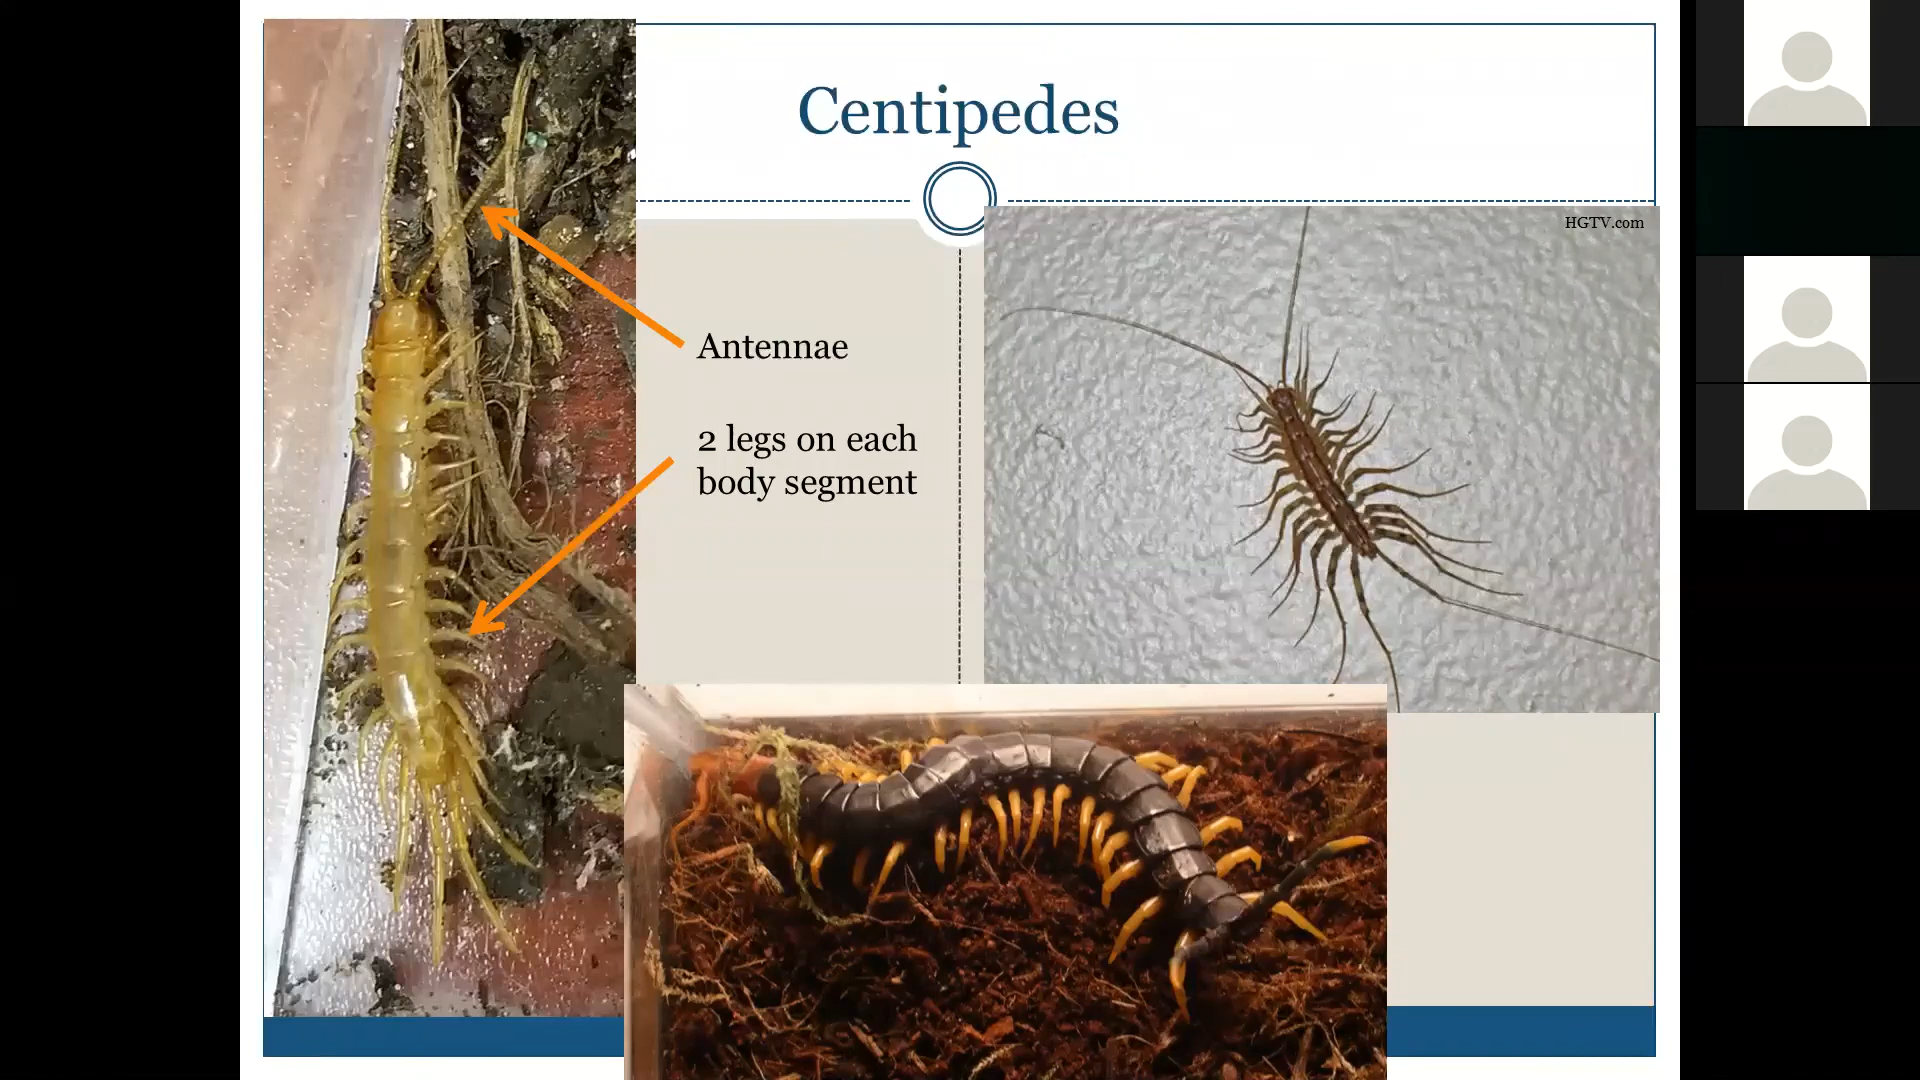 Centipedes
HGTV.com
Antennae
2 legs on each
body segment